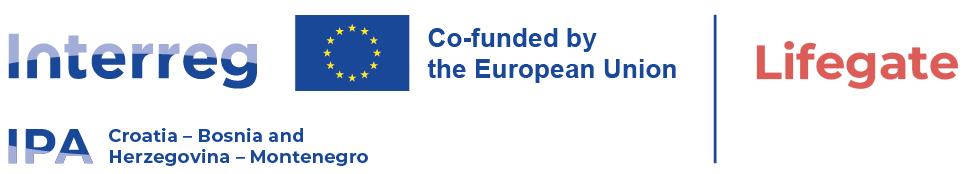 Interreg
Co-funded by
the European Union
Lifegate
IPA
Croatia – Bosnia and
Herzegovina – Montenegro